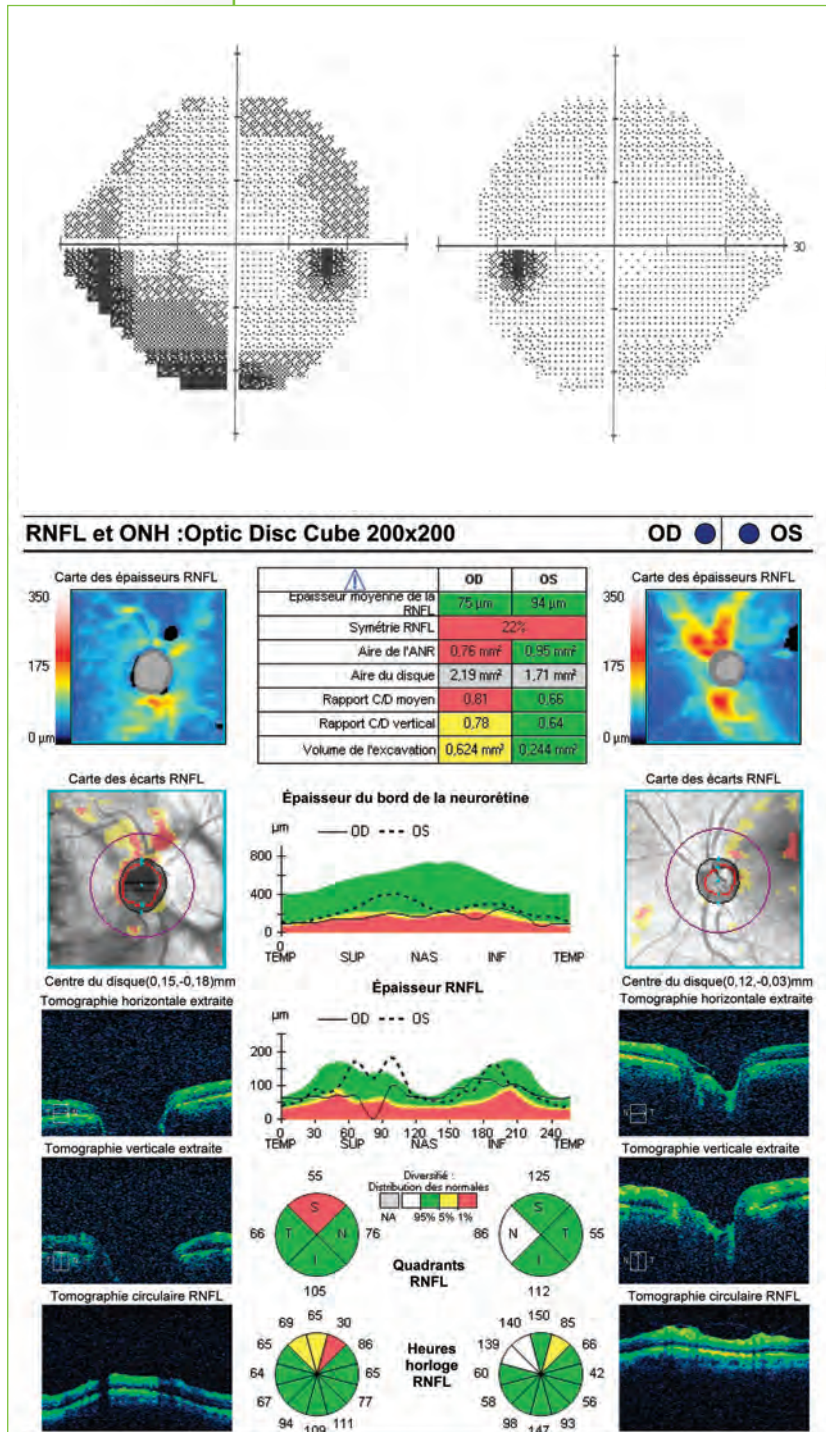 30
RNFL et ONH :Optic Disc Cube 200x200 OD OS
Carte des épaisseurs RNFL
350
175
0 µm
OD OS
Epaisseur moyenne de la RNFL 75 µm 94 µm
Symétrie RNFL 22%
Aire de l'ANR 0,76 mm² 0,95 mm²
Aire du disque 2,19 mm² 1,71 mm²
Rapport C/D moyen 0,81 0,66
Rapport C/D vertical 0,78 0,64
Volume de l'excavation 0,624 mm³ 0,244 mm³
Carte des épaisseurs RNFL
350
175
0 µm
Carte des écarts RNFL
Centre du disque(0,15,-0,18)mm
Épaisseur du bord de la neurorétine
µm OD OS
800
400
0
0
TEMP SUP NAS INF TEMP
Carte des écarts RNFL
Centre du disque(0,12,-0,03)mm
Tomographie horizontale extraite
N T
Épaisseur RNFL
µm OD OS
200
100
0
0 30 60 90 120 150 180 210 240
TEMP SUP NAS INF TEMP
Tomographie horizontale extraite
N T
Tomographie verticale extraite
Tomographie verticale extraite
N T
55
S
66 T N 76
I
105
Diversifié :
Distribution des normales
NA 95% 5% 1%
Quadrants
RNFL
125
S
86 N T 55
I
112
Tomographie circulaire RNFL
65
69 30
65 86
64 65
67 77
94 111
109
Heures
horloge
RNFL
150
140 85
139 66
60 42
58 56
98 93
147
Tomographie circulaire RNFL